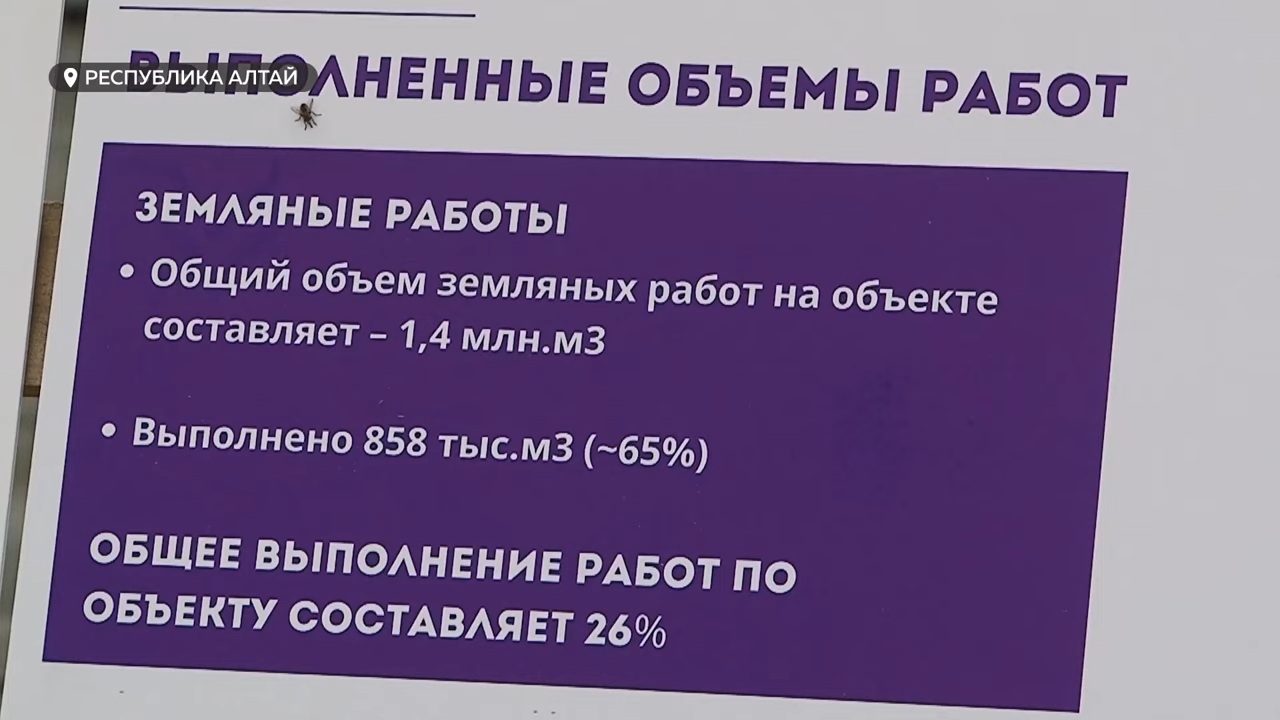 РЕСПУБЛИКА АЛТАЙ
ВЫПОЛНЕННЫЕ ОБЪЕМЫ РАБОТ
ЗЕМЛЯНЫЕ РАБОТЫ
• Общий объем земляных работ на объекте
составляет – 1,4 млн.м3
• Выполнено 858 тыс.м3 (~65%)
ОБЩЕЕ ВЫПОЛНЕНИЕ РАБОТ ПО
ОБЪЕКТУ СОСТАВЛЯЕТ 26%